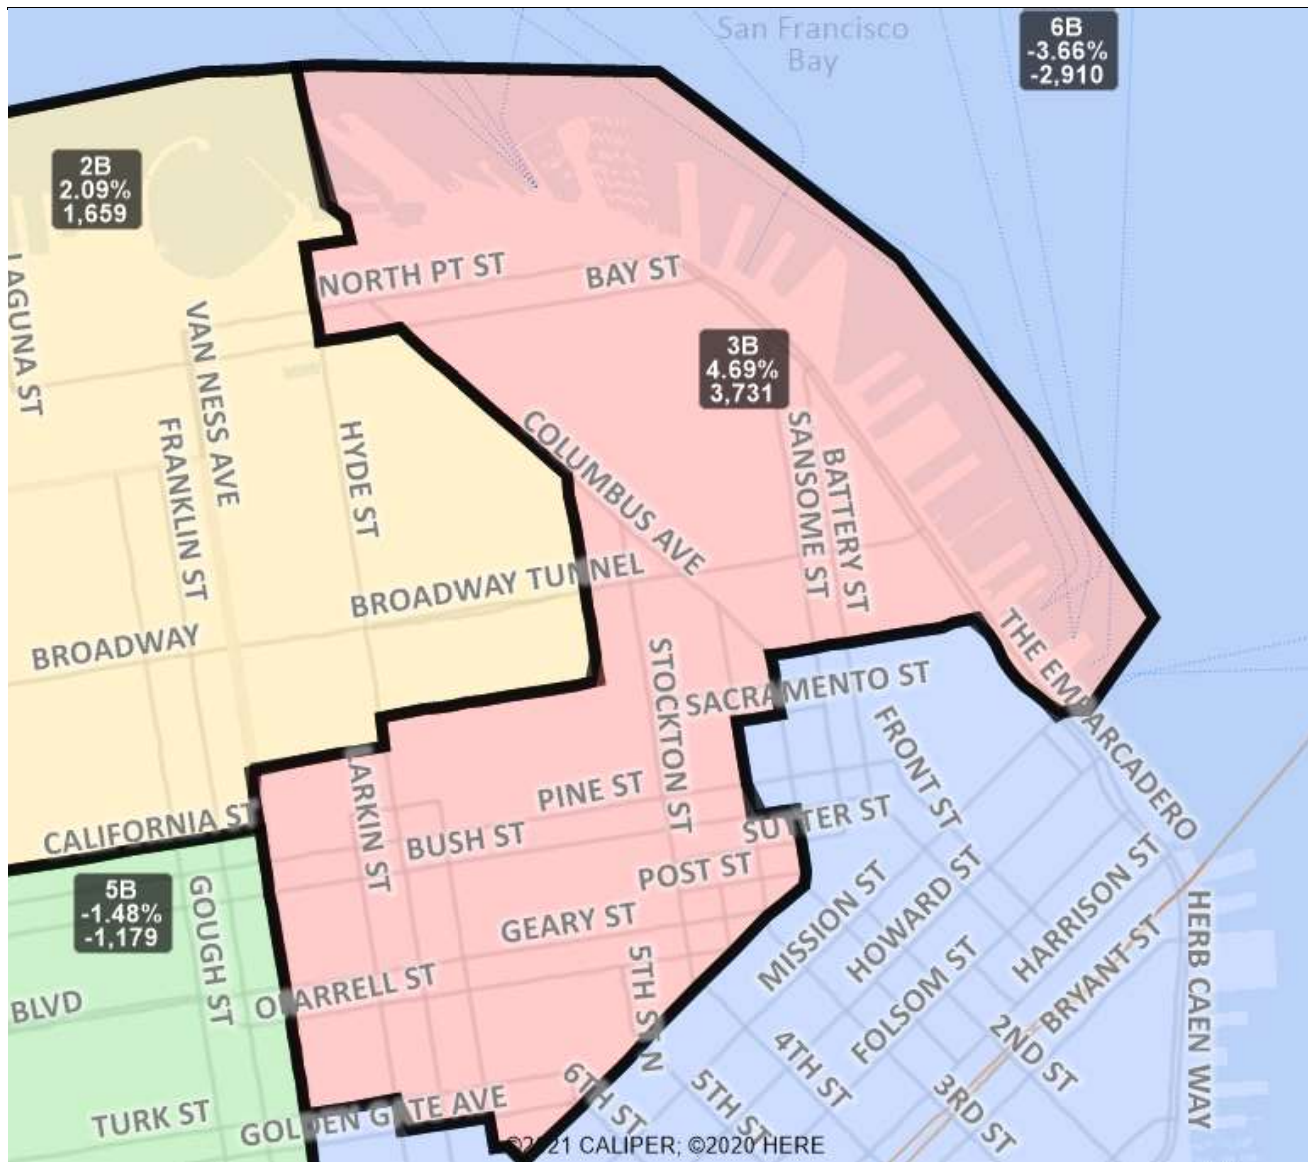 San Francisco
Bay
6B
-3.66%
-2,910
2B
2.09%
1,659
LAGUNA ST
NORTH PT ST
BAY ST
VAN NESS AVE
3B
4.69%
3,731
FRANKLIN ST
HYDE ST
COLUMBUS AVE
SANSOME ST
BATTERY ST
BROADWAY TUNNEL
BROADWAY
THE EMBARCADERO
STOCKTON ST
SACRAMENTO ST
FRONT ST
LARKIN ST
PINE ST
CALIFORNIA ST
BUSH ST
SUTTER ST
POST ST
5B
-1.48%
-1,179
GOUGH ST
GEARY ST
MISSION ST
HOWARD ST
HARRISON ST
HERB CAEN WAY
BLVD
OFARRELL ST
5TH ST N
FOLSOM ST
BRYANT ST
2ND ST
4TH ST
TURK ST
GOLDEN GATE AVE
6TH ST
5TH ST
3RD ST
©2021 CALIPER; ©2020 HERE